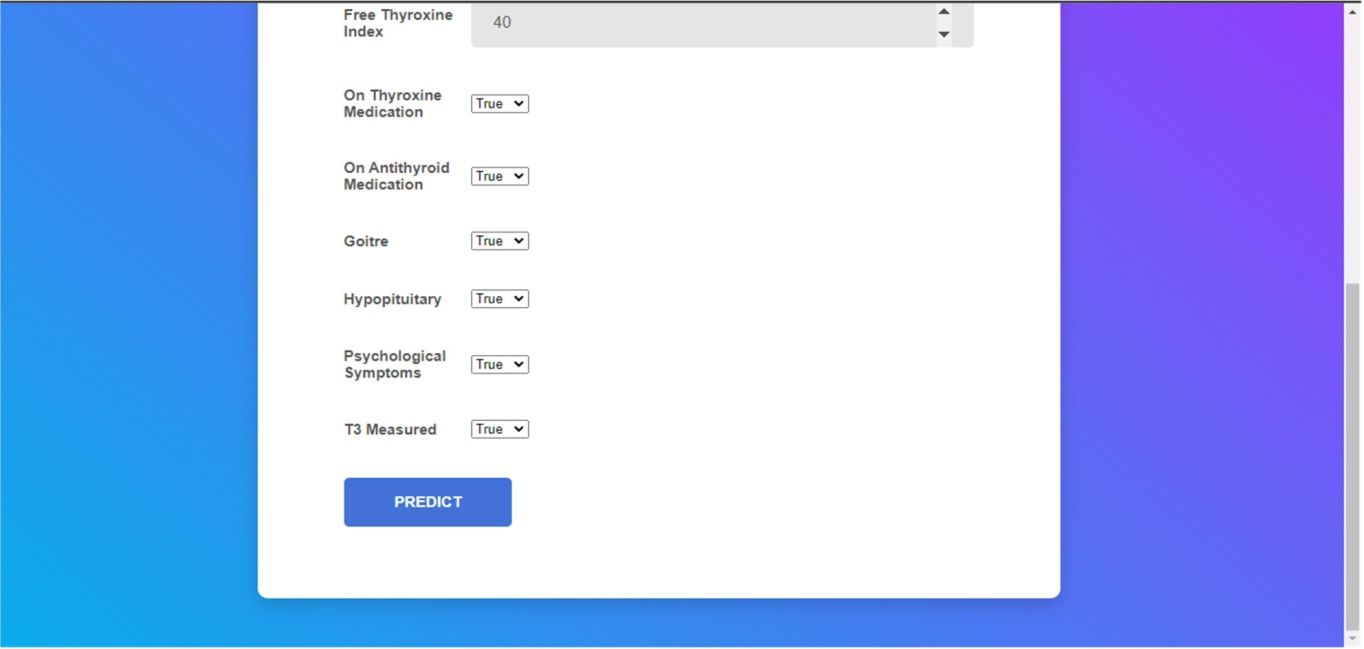 Free Thyroxine
Index
40
On Thyroxine
Medication
True
On Antithyroid
Medication
True
Goitre
True
Hypopituitary
True
Psychological
Symptoms
True
T3 Measured
True
PREDICT